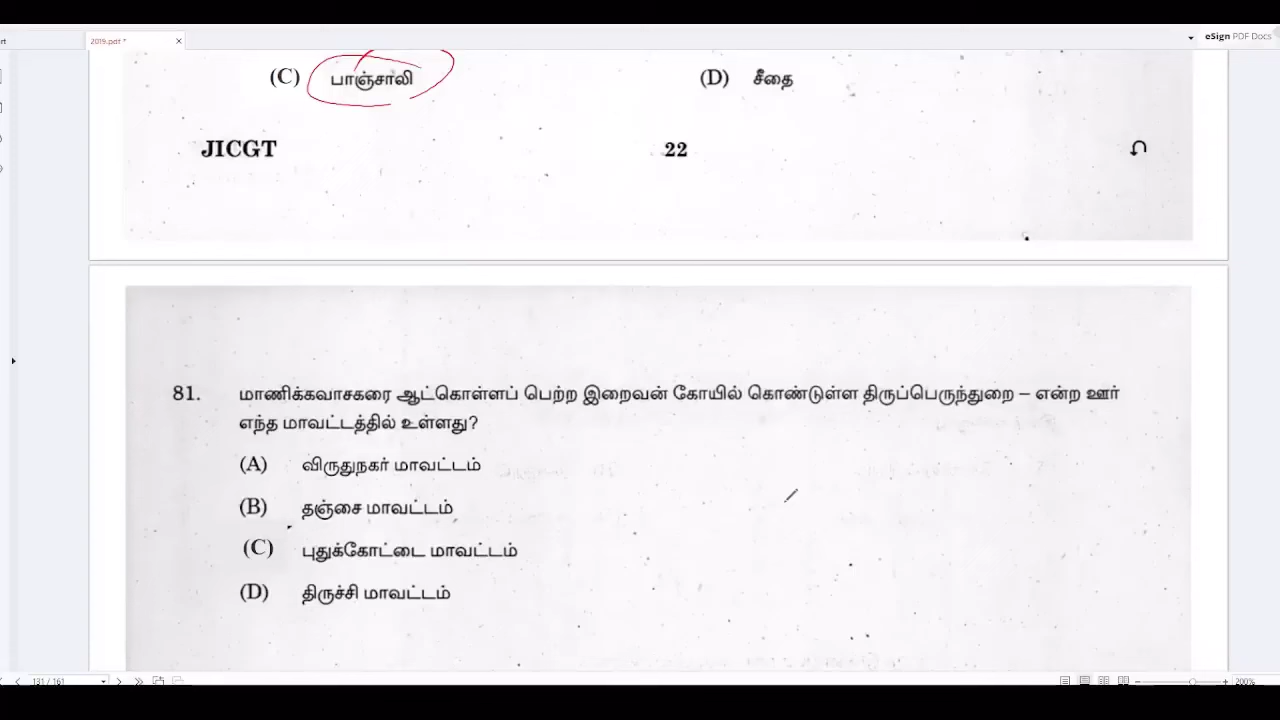 2019.pdf *
eSign PDF Docs
(C) பாஞ்சாலி (D) சீதை
JICGT 22
81. மாணிக்கவாசகரை ஆட்கொள்ளப் பெற்ற இறைவன் கோயில் கொண்டுள்ள திருப்பெருந்துறை – என்ற ஊர்
எந்த மாவட்டத்தில் உள்ளது?
(A) விருதுநகர் மாவட்டம்
(B) தஞ்சை மாவட்டம்
(C) புதுக்கோட்டை மாவட்டம்
(D) திருச்சி மாவட்டம்
131 / 161 200%